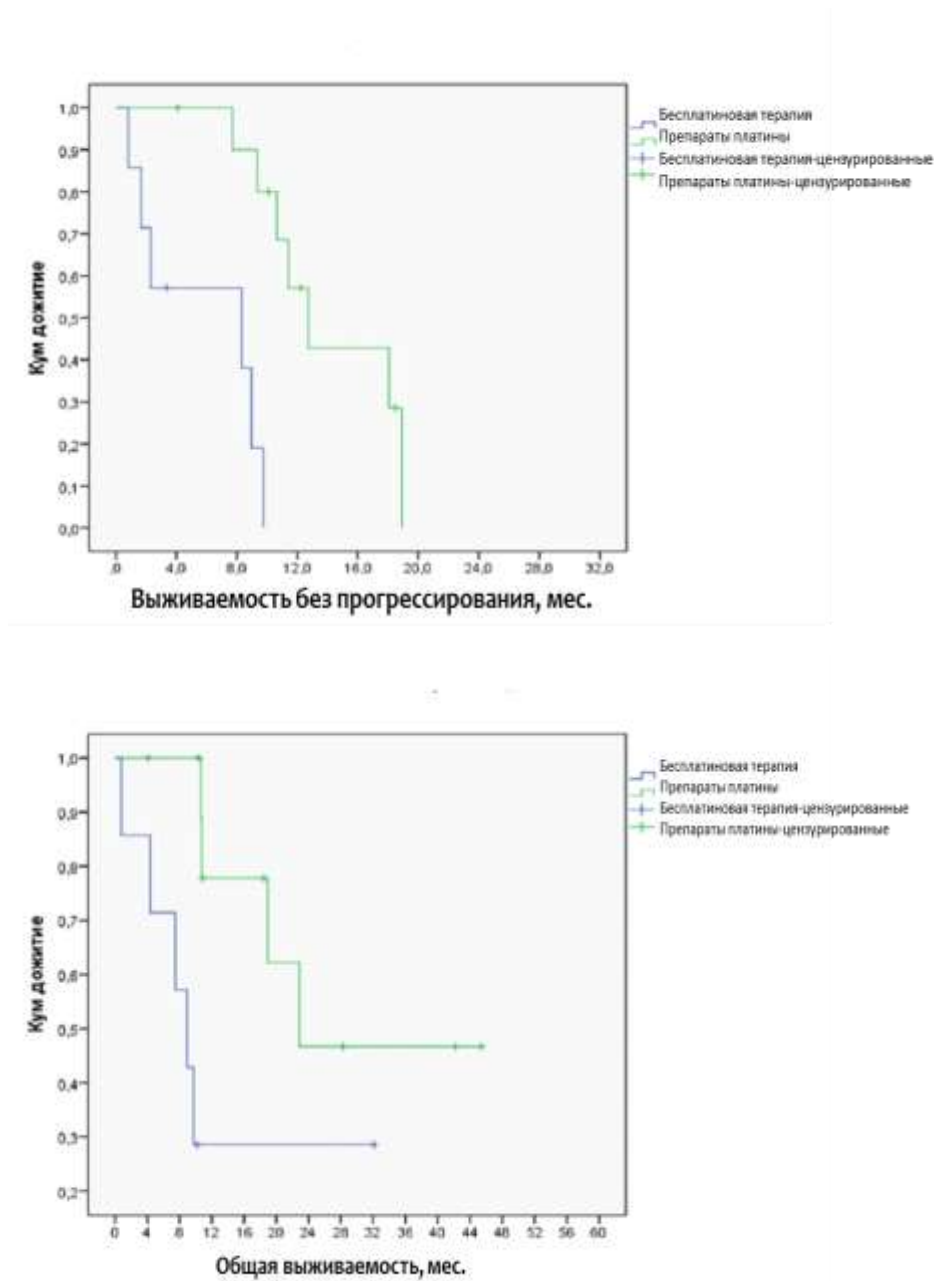 1,0
0,9
0,8
0,7
0,6
0,5
0,4
0,3
0,2
0,1
0,0
Кум дожитие
,0 4,0 8,0 12,0 16,0 20,0 24,0 28,0 32,0
Выживаемость без прогрессирования, мес.
Бесплатиновая терапия
Препараты платины
Бесплатиновая терапия-цензурированные
Препараты платины-цензурированные
1,0
0,9
0,8
0,7
0,6
0,5
0,4
0,3
0,2
Кум дожитие
0 4 8 12 16 20 24 28 32 36 40 44 48 52 56 60
Общая выживаемость, мес.
Бесплатиновая терапия
Препараты платины
Бесплатиновая терапия-цензурированные
Препараты платины-цензурированные